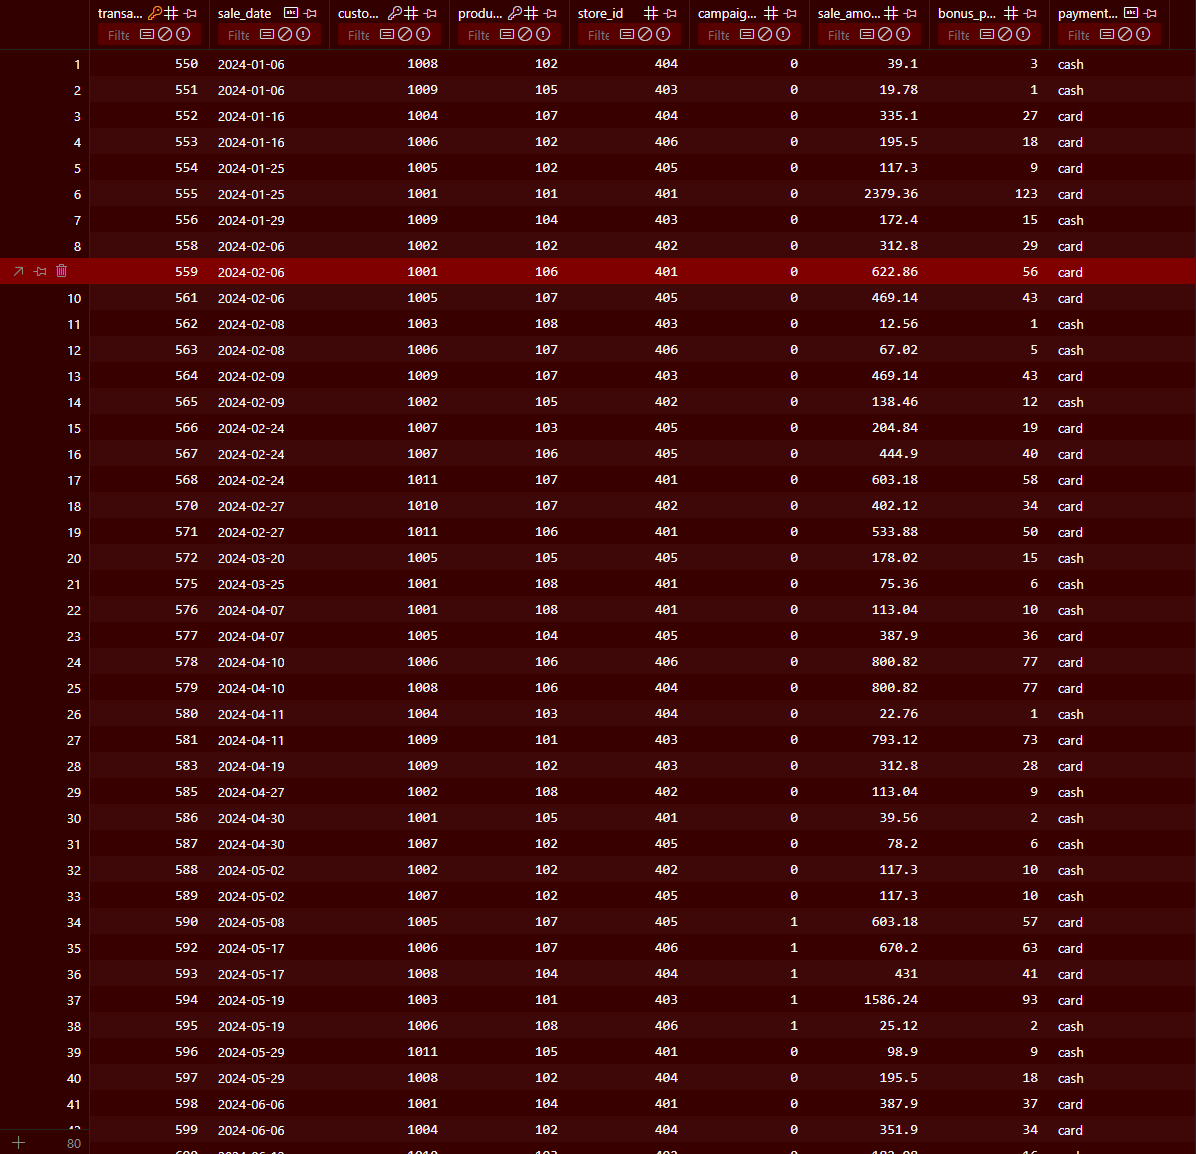 transa... sale_date custo... produ... store_id campaig... sale_amo... bonus_p... payment...
Filte Filte Filte Filte Filte Filte Filte Filte Filte
1 550 2024-01-06 1008 102 404 0 39.1 3 cash
2 551 2024-01-06 1009 105 403 0 19.78 1 cash
3 552 2024-01-16 1004 107 404 0 335.1 27 card
4 553 2024-01-16 1006 102 406 0 195.5 18 card
5 554 2024-01-25 1005 102 405 0 117.3 9 card
6 555 2024-01-25 1001 101 401 0 2379.36 123 card
7 556 2024-01-29 1009 104 403 0 172.4 15 cash
8 558 2024-02-06 1002 102 402 0 312.8 29 card
559 2024-02-06 1001 106 401 0 622.86 56 card
10 561 2024-02-06 1005 107 405 0 469.14 43 card
11 562 2024-02-08 1003 108 403 0 12.56 1 cash
12 563 2024-02-08 1006 107 406 0 67.02 5 cash
13 564 2024-02-09 1009 107 403 0 469.14 43 card
14 565 2024-02-09 1002 105 402 0 138.46 12 cash
15 566 2024-02-24 1007 103 405 0 204.84 19 card
16 567 2024-02-24 1007 106 405 0 444.9 40 card
17 568 2024-02-24 1011 107 401 0 603.18 58 card
18 570 2024-02-27 1010 107 402 0 402.12 34 card
19 571 2024-02-27 1011 106 401 0 533.88 50 card
20 572 2024-03-20 1005 105 405 0 178.02 15 cash
21 575 2024-03-25 1001 108 401 0 75.36 6 cash
22 576 2024-04-07 1001 108 401 0 113.04 10 cash
23 577 2024-04-07 1005 104 405 0 387.9 36 card
24 578 2024-04-10 1006 106 406 0 800.82 77 card
25 579 2024-04-10 1008 106 404 0 800.82 77 card
26 580 2024-04-11 1004 103 404 0 22.76 1 cash
27 581 2024-04-11 1009 101 403 0 793.12 73 card
28 583 2024-04-19 1009 102 403 0 312.8 28 card
29 585 2024-04-27 1002 108 402 0 113.04 9 cash
30 586 2024-04-30 1001 105 401 0 39.56 2 cash
31 587 2024-04-30 1007 102 405 0 78.2 6 cash
32 588 2024-05-02 1002 102 402 0 117.3 10 cash
33 589 2024-05-02 1007 102 405 0 117.3 10 cash
34 590 2024-05-08 1005 107 405 1 603.18 57 card
35 592 2024-05-17 1006 107 406 1 670.2 63 card
36 593 2024-05-17 1008 104 404 1 431 41 card
37 594 2024-05-19 1003 101 403 1 1586.24 93 card
38 595 2024-05-19 1006 108 406 1 25.12 2 cash
39 596 2024-05-29 1011 105 401 0 98.9 9 cash
40 597 2024-05-29 1008 102 404 0 195.5 18 cash
41 598 2024-06-06 1001 104 401 0 387.9 37 card
599 2024-06-06 1004 102 404 0 351.9 34 card
80